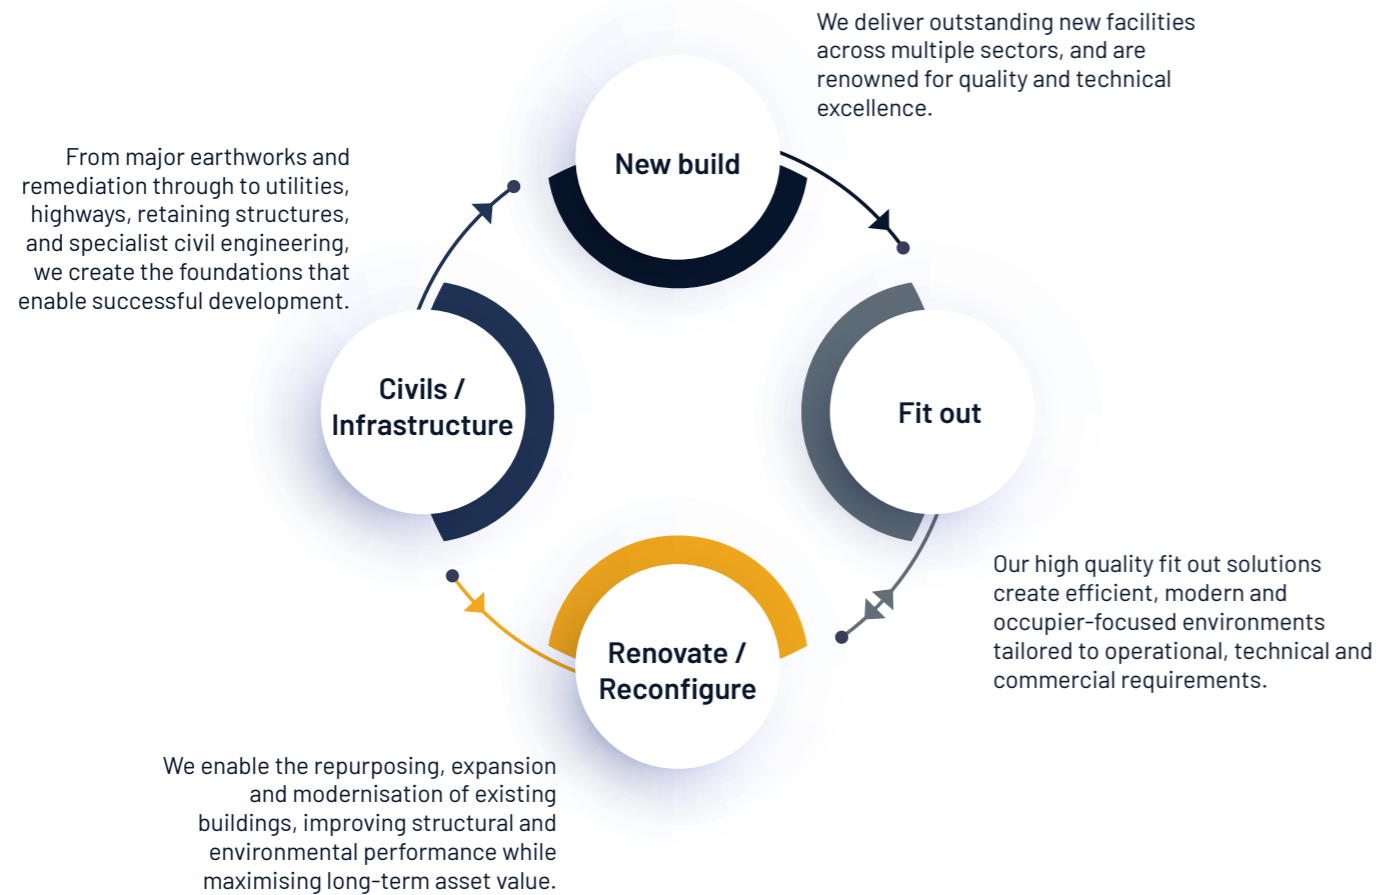 We deliver outstanding new facilities
across multiple sectors, and are
renowned for quality and technical
excellence.
New build
From major earthworks and
remediation through to utilities,
highways, retaining structures,
and specialist civil engineering,
we create the foundations that
enable successful development.
Civils /
Infrastructure
Fit out
Our high quality fit out solutions
create efficient, modern and
occupier-focused environments
tailored to operational, technical and
commercial requirements.
Renovate /
Reconfigure
We enable the repurposing, expansion
and modernisation of existing
buildings, improving structural and
environmental performance while
maximising long-term asset value.